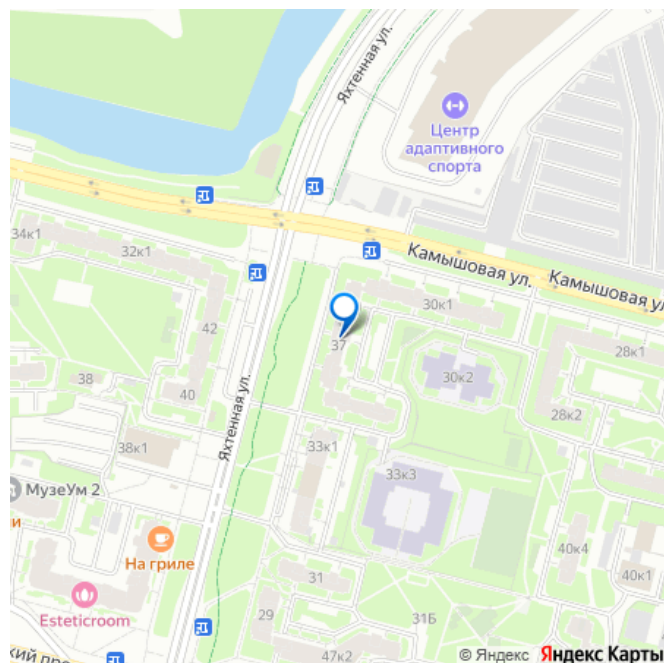 Яхтенная ул.
Центр
адаптивного
спорта
34к1
32к1
Камышовая ул.
Камышовая ул
30к1
42
37
28к1
38
40
30к2
28к2
Яхтенная ул.
38к1
33к1
33к3
МузеУм 2
и
На гриле
40к4
31
40к1
Esteticroom
29
31Б
кий про
47к2
© Яндекс Яндекс Карты